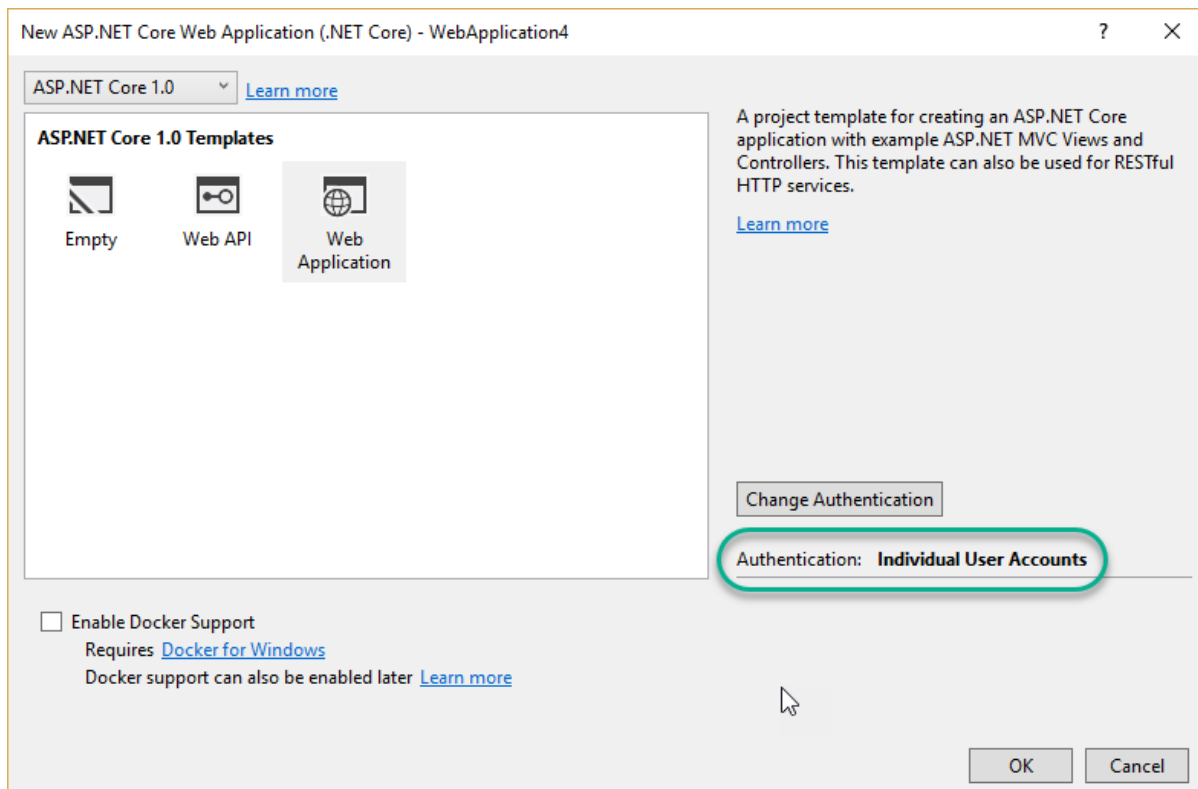 New ASP.NET Core Web Application (.NET Core) - WebApplication4
?
ASP.NET Core 1.0
Learn more
ASP.NET Core 1.0 Templates
Empty
Web API
Web
Application
A project template for creating an ASP.NET Core
application with example ASP.NET MVC Views and
Controllers. This template can also be used for RESTful
HTTP services.
Learn more
Change Authentication
Authentication: Individual User Accounts
Enable Docker Support
Requires Docker for Windows
Docker support can also be enabled later Learn more
OK
Cancel